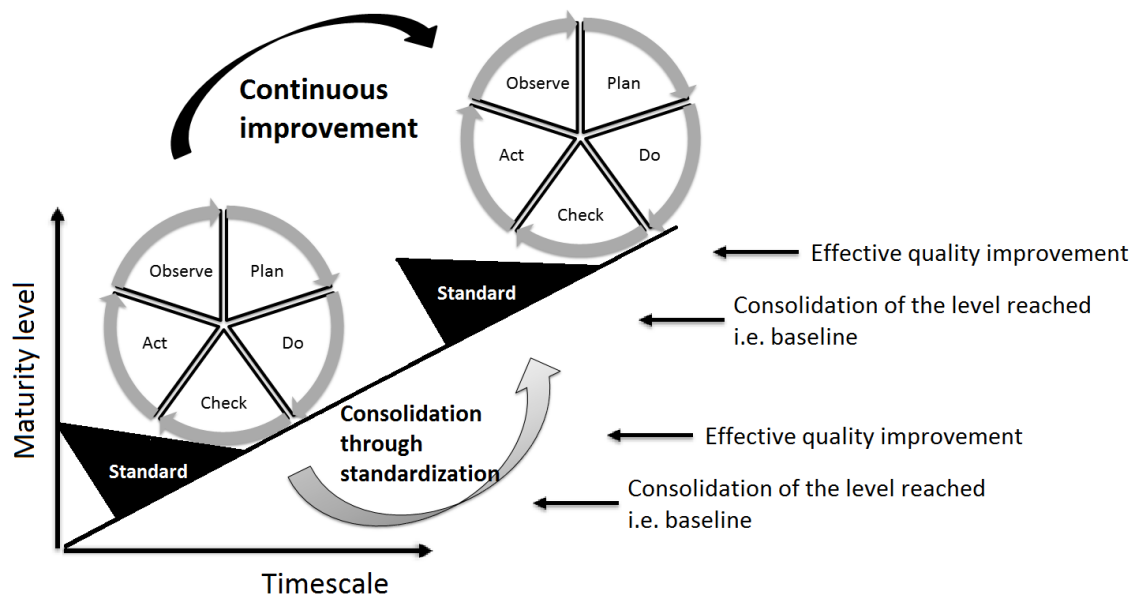 Continuous
improvement
Observe
Plan
Act
Do
Check
Observe
Plan
Act
Do
Check
Standard
Standard
Effective quality improvement
Consolidation of the level reached
i.e. baseline
Consolidation
through
standardization
Effective quality improvement
Consolidation of the level reached
i.e. baseline
Maturity level
Timescale